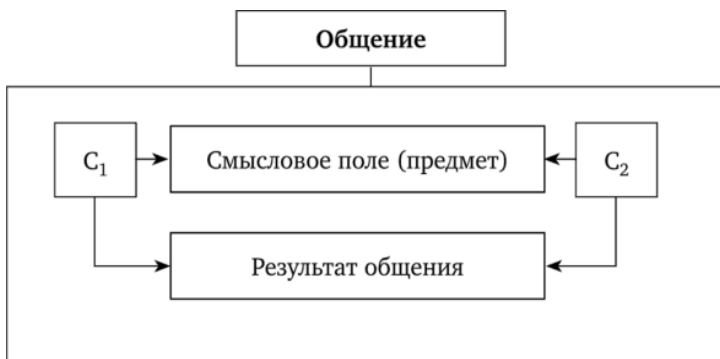 Общение
С₁
Смысловое поле (предмет)
С₂
Результат общения